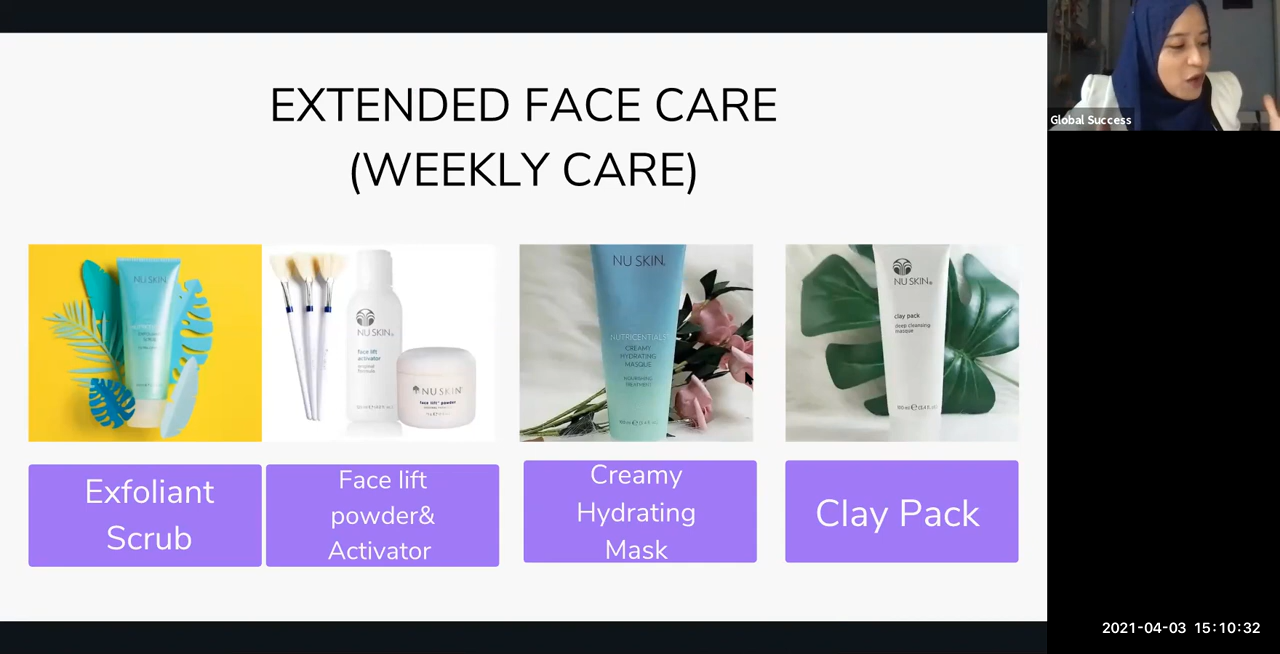 EXTENDED FACE CARE
(WEEKLY CARE)
Global Success
NU SKIN.
NU SKIN®
face lift
activator
original
formula
NU SKIN®
face lift® powder
NU SKIN.
NUTRICENTIALS®
CREAMY
HYDRATING
MASQUE
NOURISHING
TREATMENT
NU SKIN®
clay pack
deep cleansing
masque
Exfoliant
Scrub
Face lift
powder&
Activator
Creamy
Hydrating
Mask
Clay Pack
2021-04-03 15:10:32